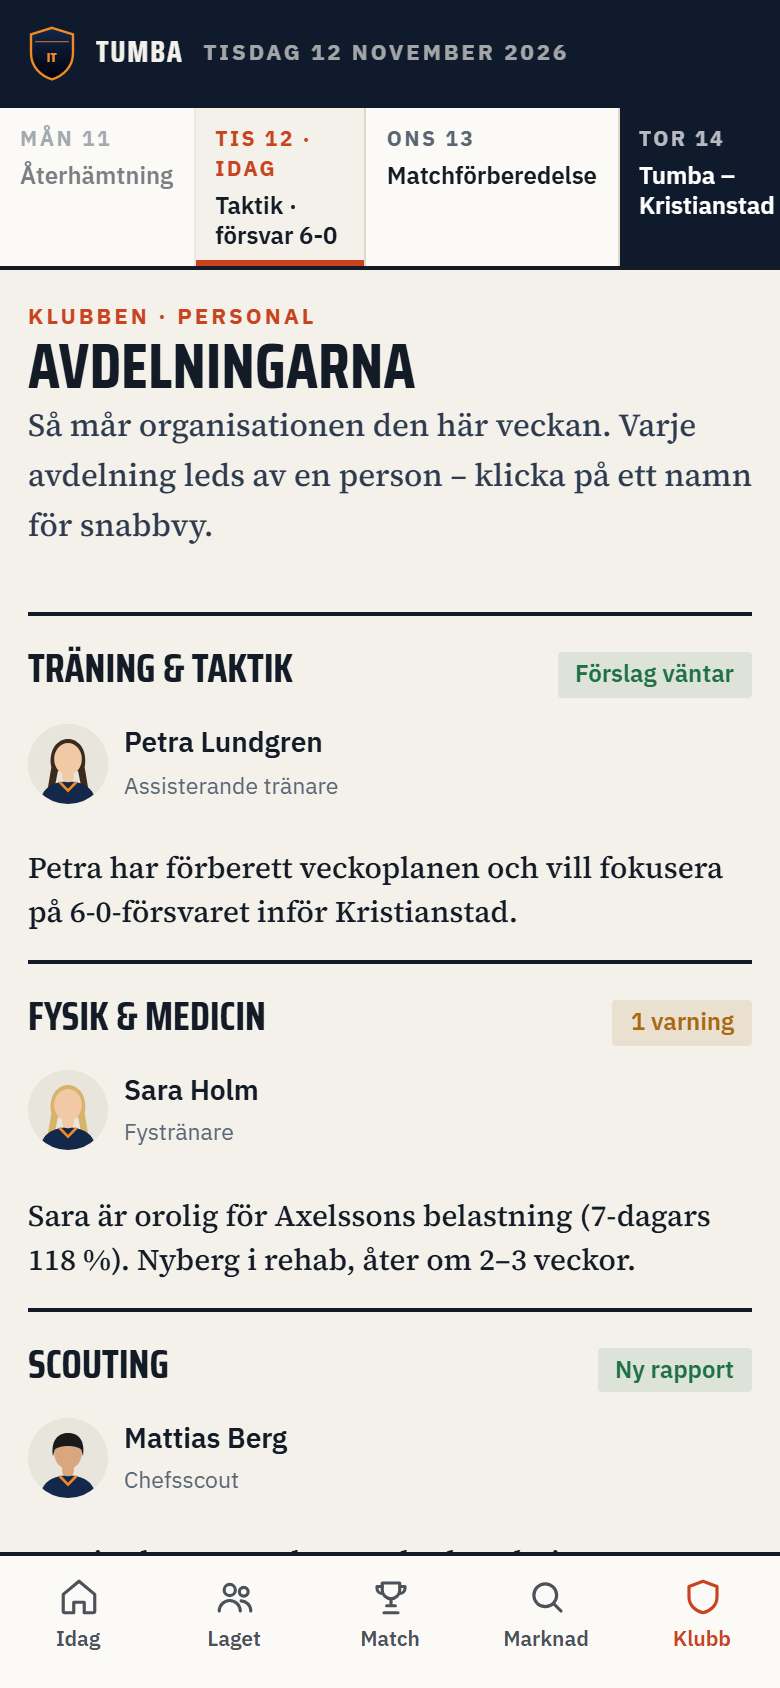 IT
TUMBA TISDAG 12 NOVEMBER 2026
MÅN 11
Återhämtning
TIS 12 ·
IDAG
Taktik ·
försvar 6-0
ONS 13
Matchförberedelse
TOR 14
Tumba –
Kristianstad
KLUBBEN · PERSONAL
AVDELNINGARNA
Så mår organisationen den här veckan. Varje
avdelning leds av en person – klicka på ett namn
för snabbvy.
TRÄNING & TAKTIK
Förslag väntar
Petra Lundgren
Assisterande tränare
Petra har förberett veckoplanen och vill fokusera
på 6-0-försvaret inför Kristianstad.
FYSIK & MEDICIN
1 varning
Sara Holm
Fystränare
Sara är orolig för Axelssons belastning (7-dagars
118 %). Nyberg i rehab, åter om 2–3 veckor.
SCOUTING
Ny rapport
Mattias Berg
Chefsscout
Idag
Laget
Match
Marknad
Klubb